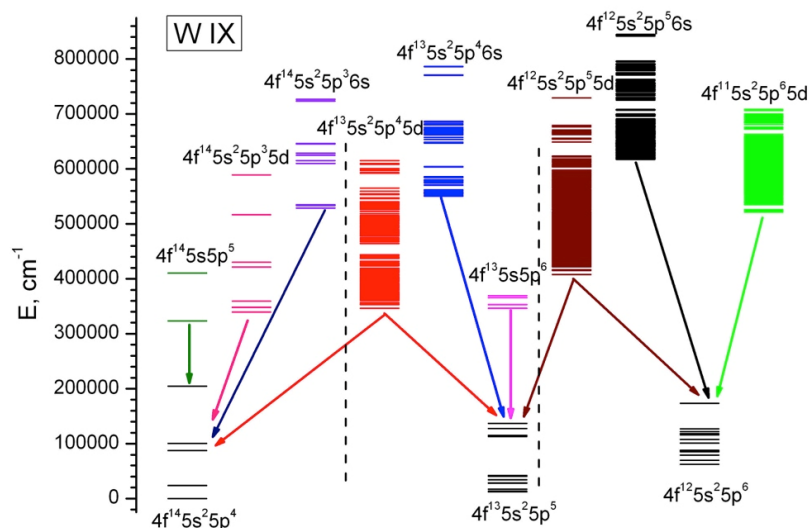 W IX
4f¹²5s²5p⁵6s
4f¹³5s²5p⁴6s
4f¹⁴5s²5p³6s
4f¹²5s²5p⁵5d
4f¹¹5s²5p⁶5d
4f¹³5s²5p⁴5d
4f¹⁴5s²5p³5d
4f¹⁴5s5p⁵
4f¹³5s5p⁶
E, cm⁻¹
800000
700000
600000
500000
400000
300000
200000
100000
0
4f¹⁴5s²5p⁴
4f¹³5s²5p⁵
4f¹²5s²5p⁶